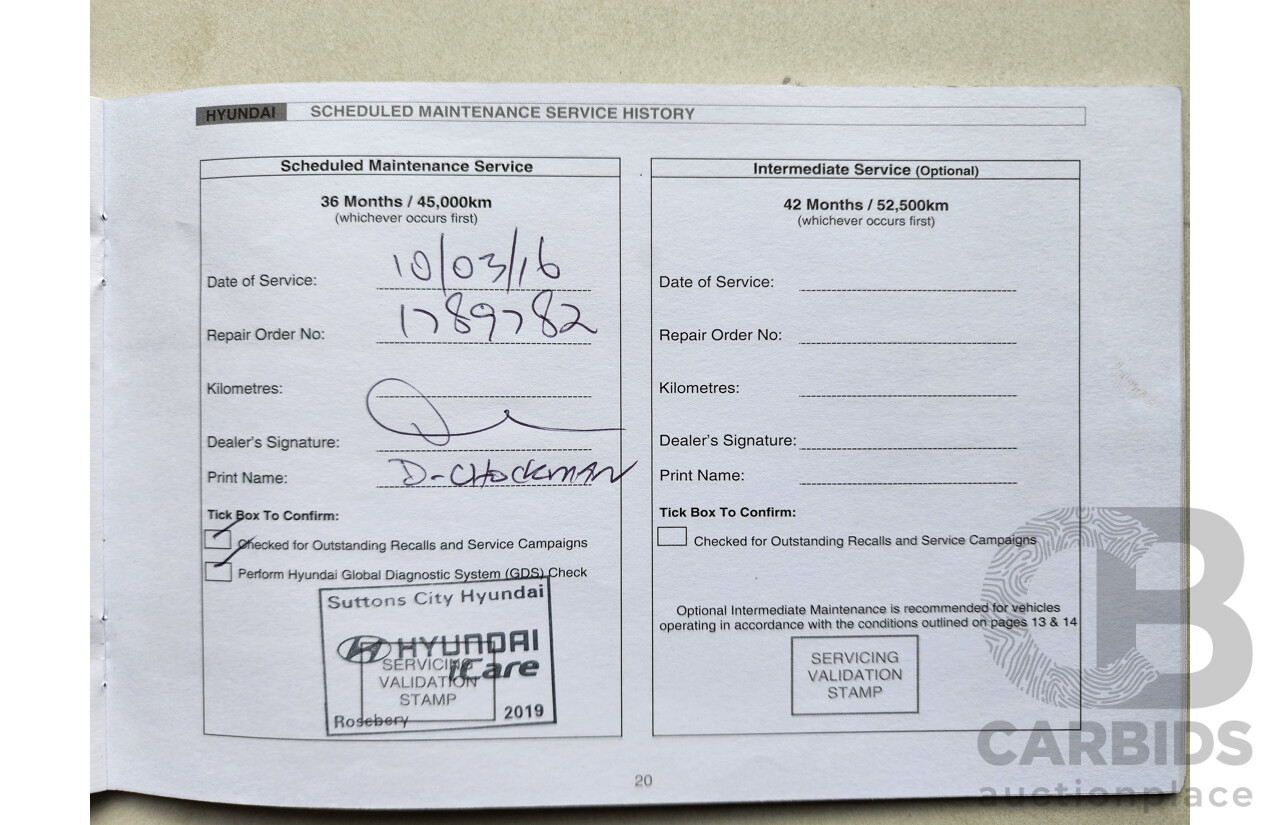 HYUNDAI SCHEDULED MAINTENANCE SERVICE HISTORY
Scheduled Maintenance Service
36 Months / 45,000km
(whichever occurs first)
Date of Service: 10/03/16
Repair Order No: 1789782
Kilometres:
Dealer's Signature:
Print Name: D-CHOCKMAN
Tick Box To Confirm:
Checked for Outstanding Recalls and Service Campaigns
Perform Hyundai Global Diagnostic System (GDS) Check
Suttons City Hyundai
HYUNDAI
iCare
SERVICING
VALIDATION
STAMP
Rosebery 2019
Intermediate Service (Optional)
42 Months / 52,500km
(whichever occurs first)
Date of Service:
Repair Order No:
Kilometres:
Dealer's Signature:
Print Name:
Tick Box To Confirm:
Checked for Outstanding Recalls and Service Campaigns
Optional Intermediate Maintenance is recommended for vehicles
operating in accordance with the conditions outlined on pages 13 & 14
SERVICING
VALIDATION
STAMP
20
CB
CARBIDS
auctionplace